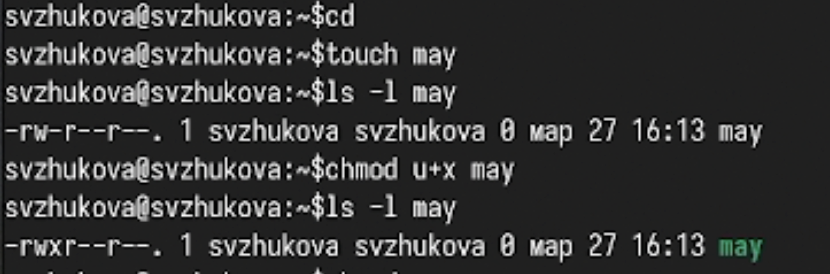 svzhukova@svzhukova:~$cd
svzhukova@svzhukova:~$touch may
svzhukova@svzhukova:~$ls -l may
-rw-r--r--. 1 svzhukova svzhukova 0 мар 27 16:13 may
svzhukova@svzhukova:~$chmod u+x may
svzhukova@svzhukova:~$ls -l may
-rwxr--r--. 1 svzhukova svzhukova 0 мар 27 16:13 may